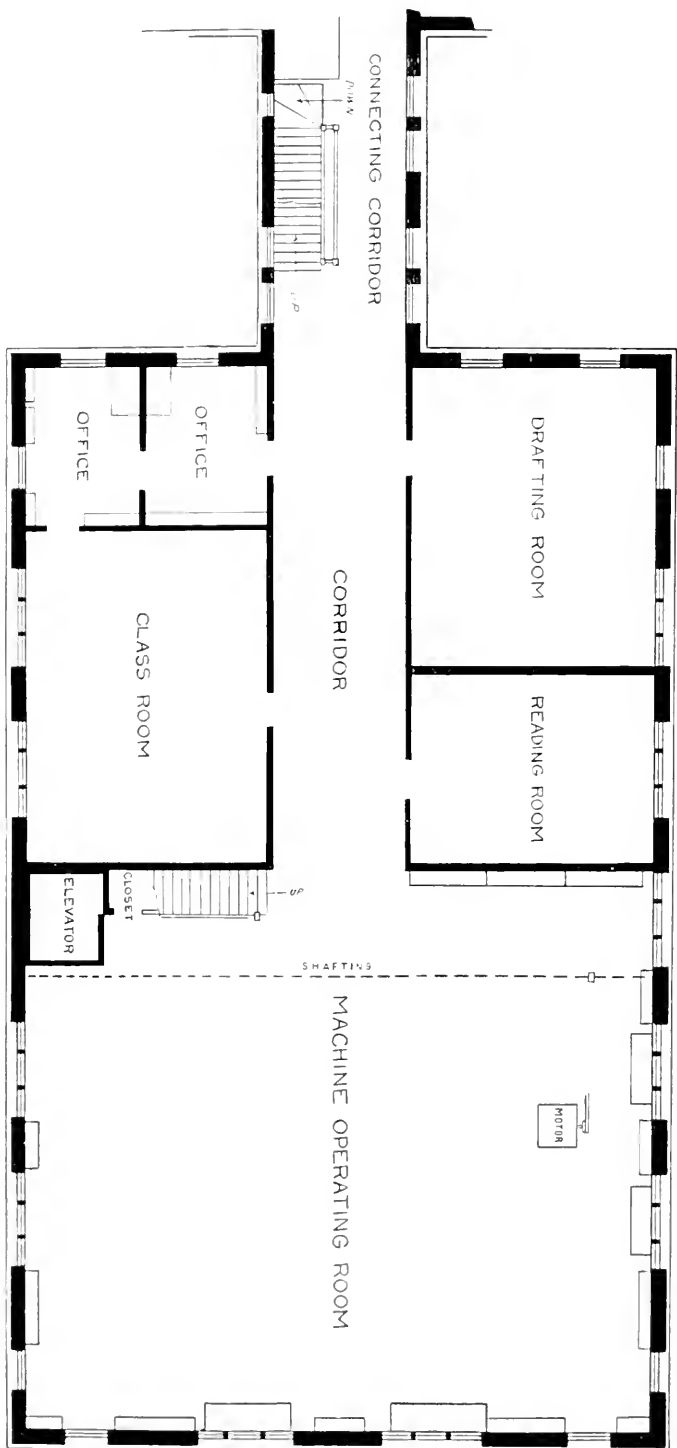 CONNECTING CORRIDOR
DOWN
UP
OFFICE
OFFICE
DRAFTING ROOM
CORRIDOR
CLASS ROOM
READING ROOM
UP
CLOSET
ELEVATOR
SHAFTING
MACHINE OPERATING ROOM
MOTOR